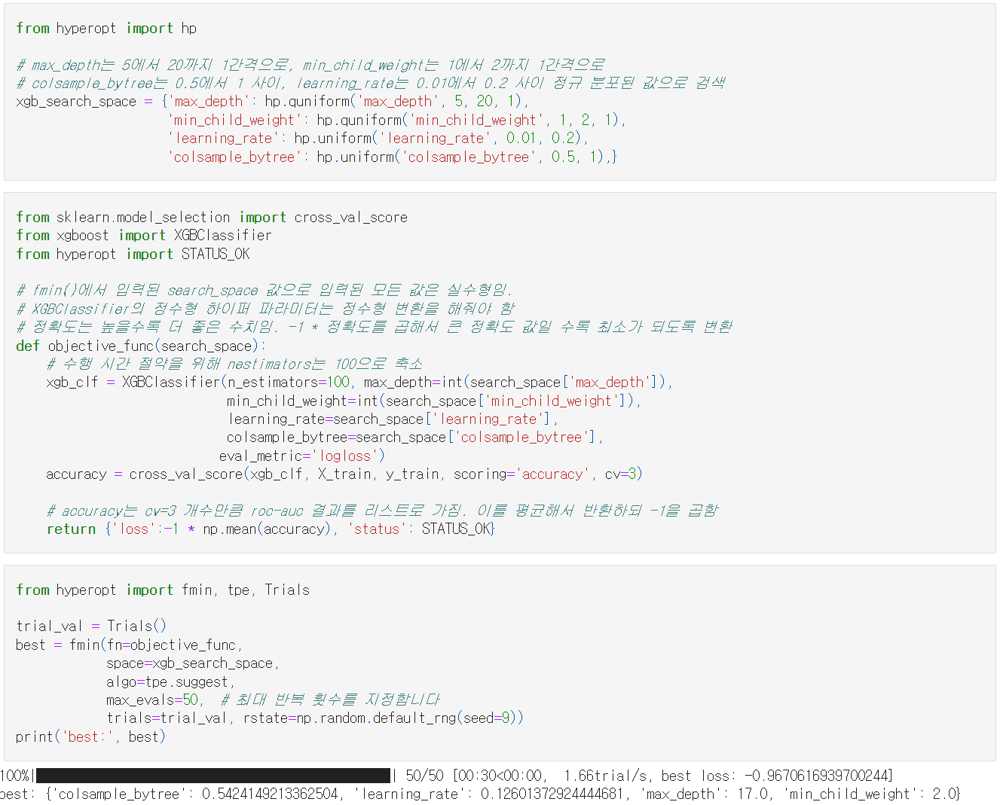 from hyperopt import hp
# max_depth는 5에서 20까지 1간격으로, min_child_weight는 1에서 2까지 1간격으로
# colsample_bytree는 0.5에서 1 사이, learning_rate는 0.01에서 0.2 사이 정규 분포된 값으로 검색
xgb_search_space = {'max_depth': hp.quniform('max_depth', 5, 20, 1),
'min_child_weight': hp.quniform('min_child_weight', 1, 2, 1),
'learning_rate': hp.uniform('learning_rate', 0.01, 0.2),
'colsample_bytree': hp.uniform('colsample_bytree', 0.5, 1),}
from sklearn.model_selection import cross_val_score
from xgboost import XGBClassifier
from hyperopt import STATUS_OK
# fmin()에서 입력된 search_space 값으로 입력된 모든 값은 실수형임.
# XGBClassifier의 정수형 하이퍼 파라미터는 정수형 변환을 해줘야 함
# 정확도는 높을수록 더 좋은 수치임. -1 * 정확도를 곱해서 큰 정확도 값일 수록 최소가 되도록 변환
def objective_func(search_space):
# 수행 시간 절약을 위해 nestimators는 100으로 축소
xgb_clf = XGBClassifier(n_estimators=100, max_depth=int(search_space['max_depth']),
min_child_weight=int(search_space['min_child_weight']),
learning_rate=search_space['learning_rate'],
colsample_bytree=search_space['colsample_bytree'],
eval_metric='logloss')
accuracy = cross_val_score(xgb_clf, X_train, y_train, scoring='accuracy', cv=3)
# accuracy는 cv=3 개수만큼 roc-auc 결과를 리스트로 가짐. 이를 평균해서 반환하되 -1을 곱함
return {'loss':-1 * np.mean(accuracy), 'status': STATUS_OK}
from hyperopt import fmin, tpe, Trials
trial_val = Trials()
best = fmin(fn=objective_func,
space=xgb_search_space,
algo=tpe.suggest,
max_evals=50, # 최대 반복 횟수를 지정합니다
trials=trial_val, rstate=np.random.default_rng(seed=9))
print('best:', best)
100%|██████████| 50/50 [00:30<00:00, 1.66trial/s, best loss: -0.9670616939700244]
best: {'colsample_bytree': 0.5424149213362504, 'learning_rate': 0.12601372924444681, 'max_depth': 17.0, 'min_child_weight': 2.0}